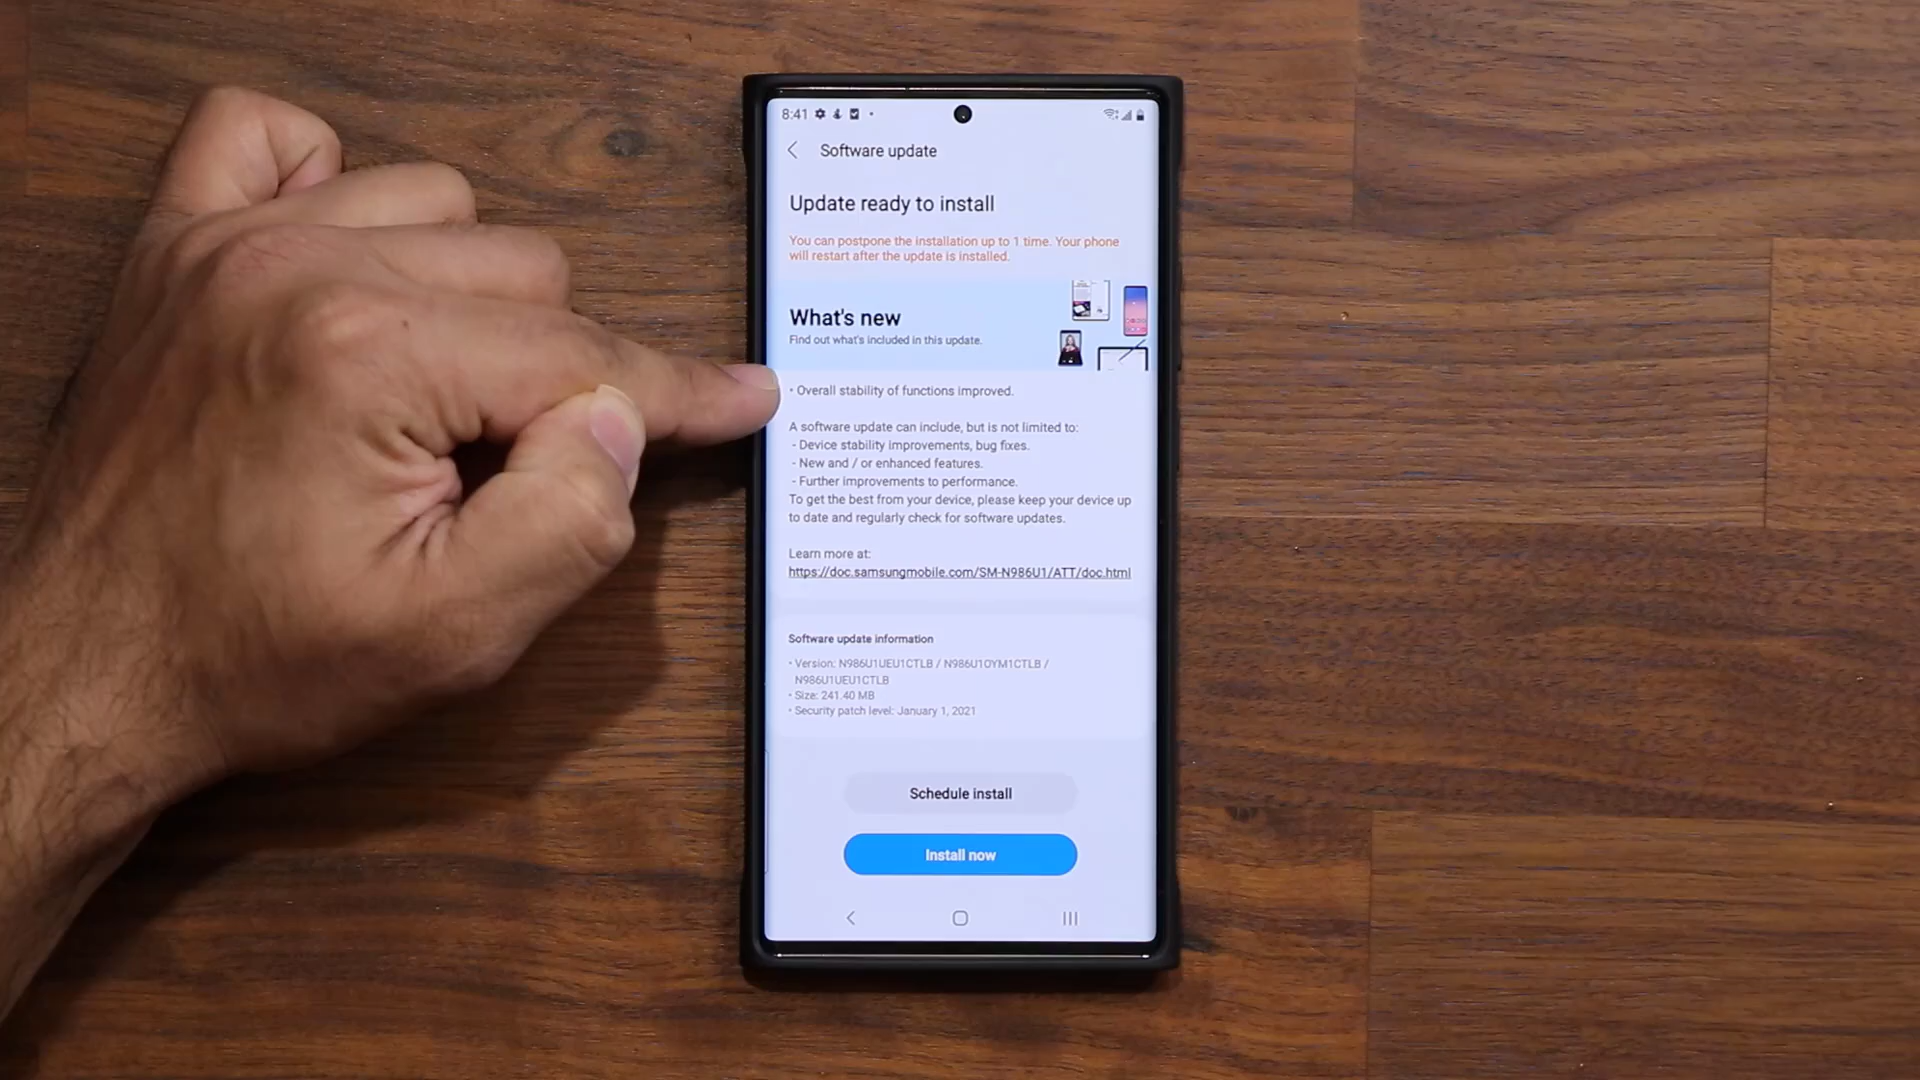 8:41
Software update
Update ready to install
You can postpone the installation up to 1 time. Your phone
will restart after the update is installed.
What's new
Find out what's included in this update.
• Overall stability of functions improved.
A software update can include, but is not limited to:
- Device stability improvements, bug fixes.
- New and / or enhanced features.
- Further improvements to performance.
To get the best from your device, please keep your device up
to date and regularly check for software updates.
Learn more at:
https://doc.samsungmobile.com/SM-N986U1/ATT/doc.html
Software update information
• Version: N986U1UEU1CTLB / N986U1OYM1CTLB /
N986U1UEU1CTLB
• Size: 241.40 MB
• Security patch level: January 1, 2021
Schedule install
Install now